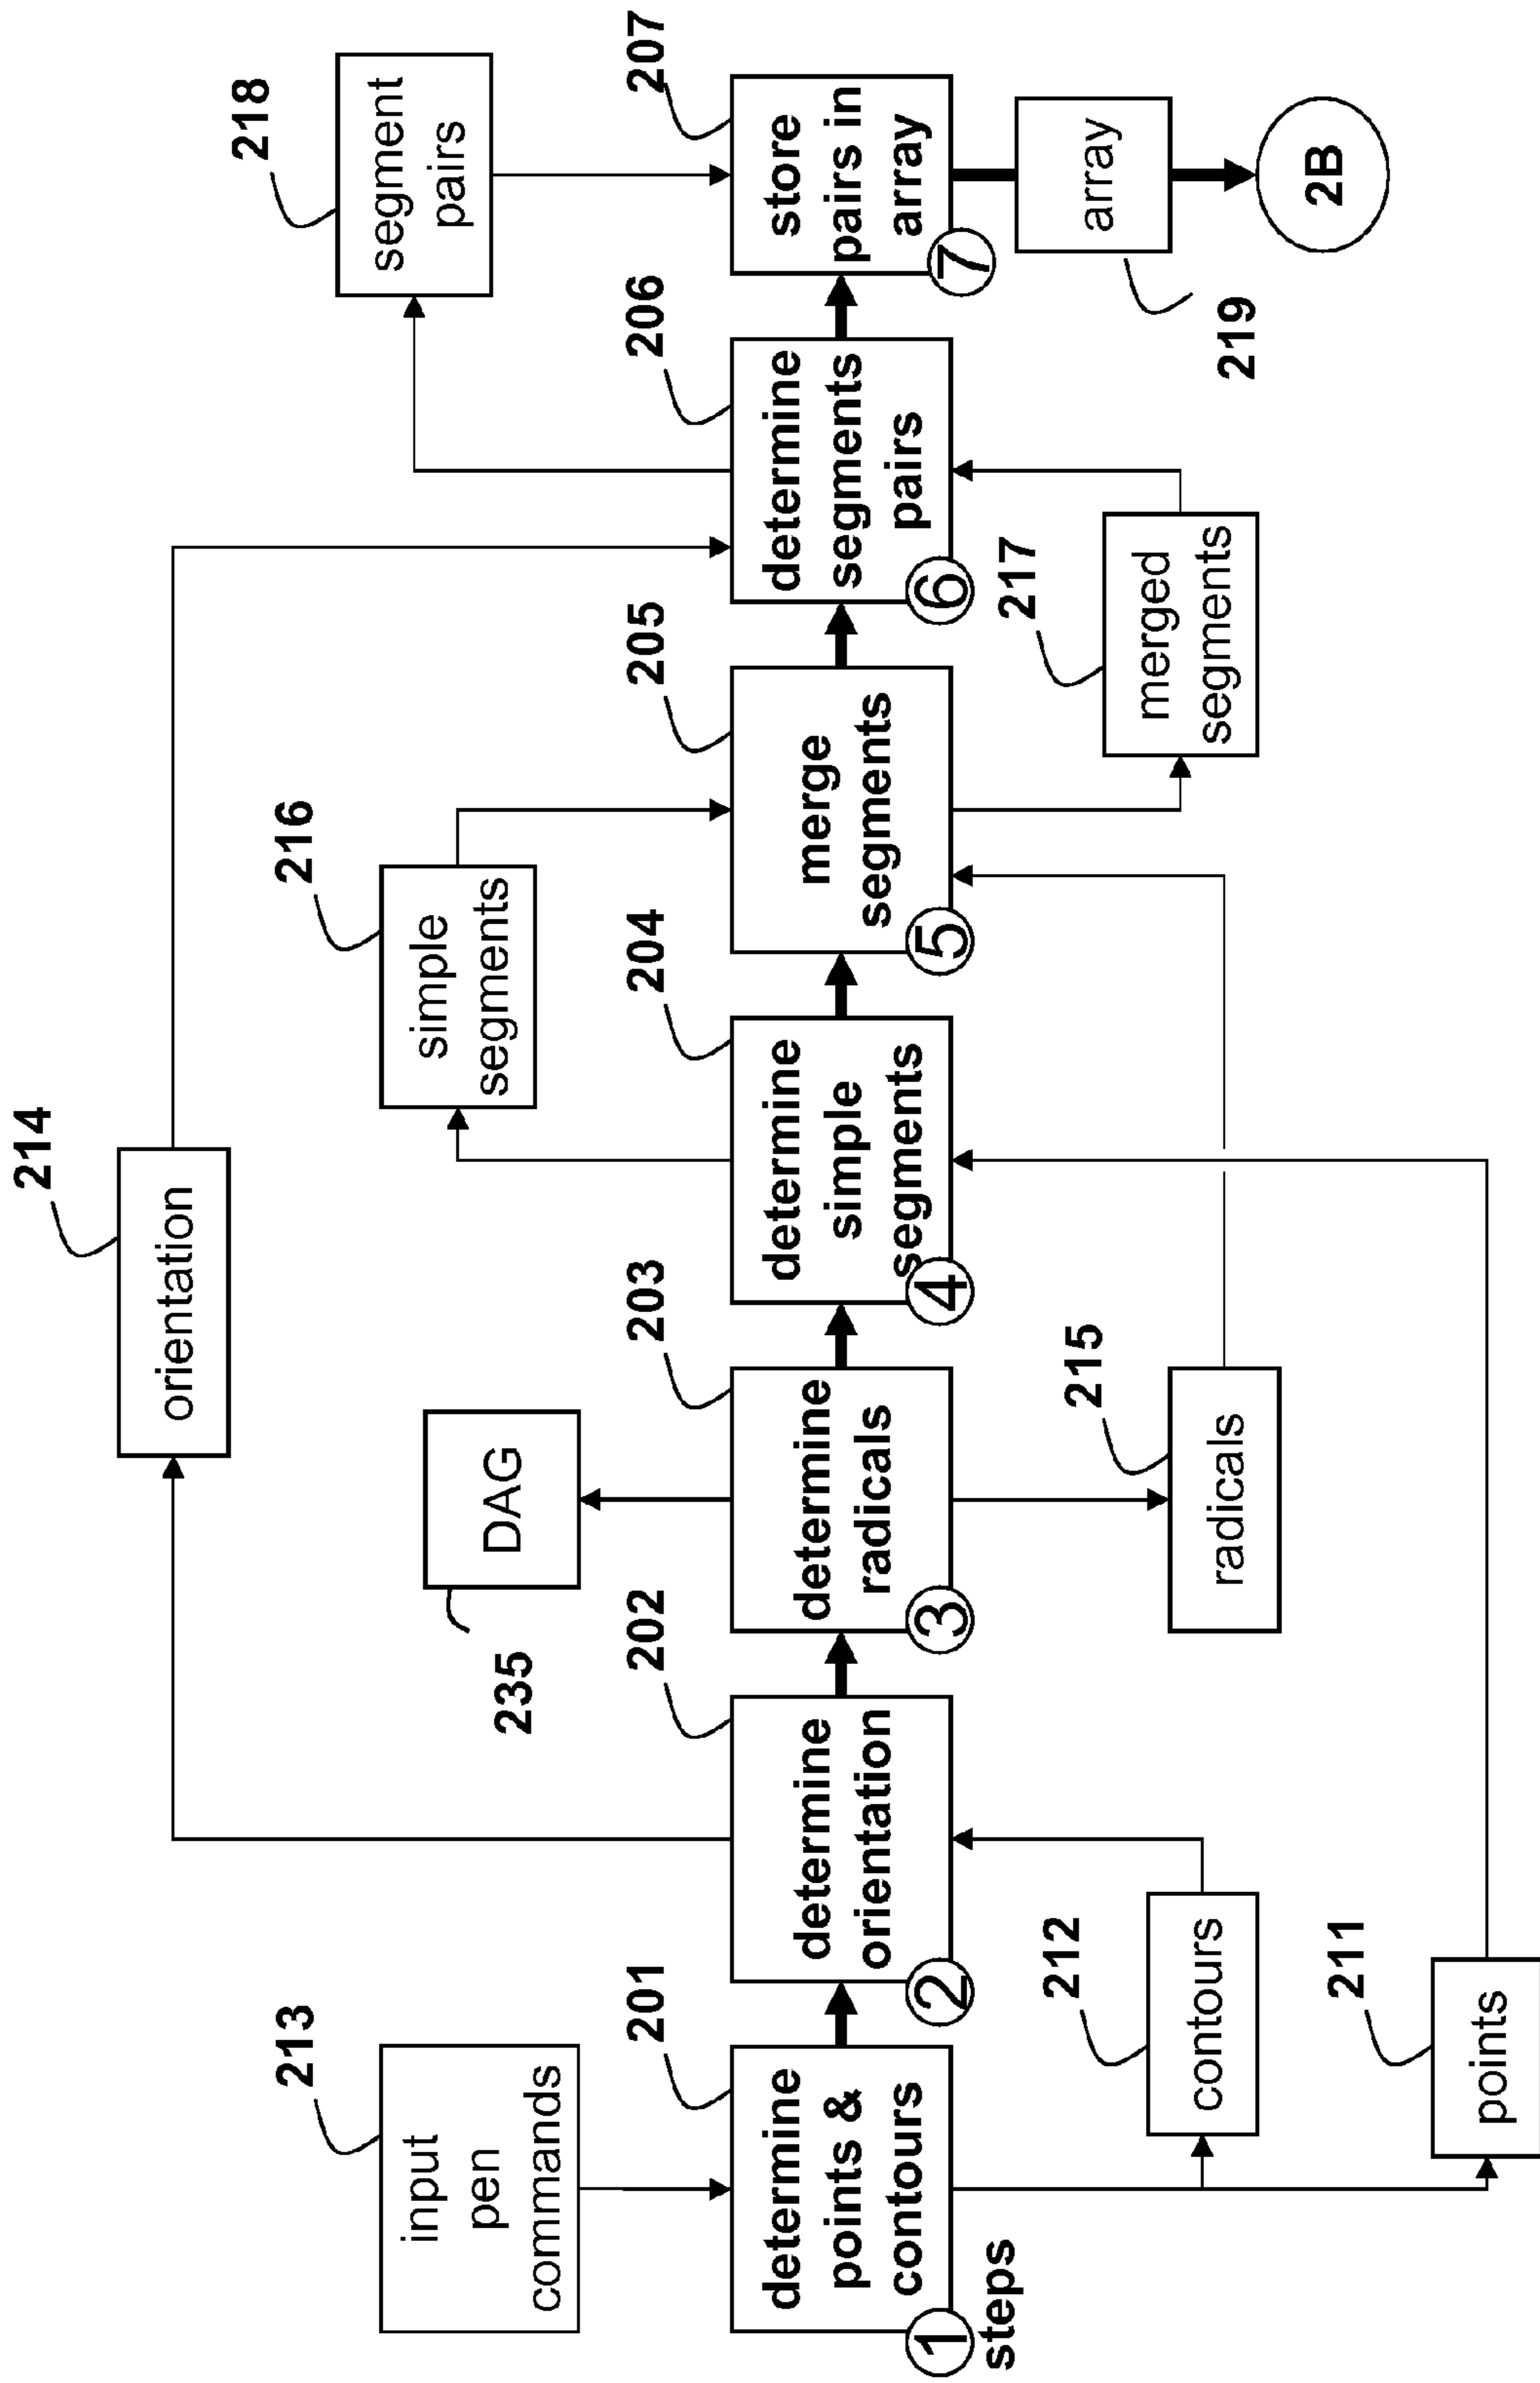 214
orientation
213
input
pen
commands
235
DAG
216
simple
segments
218
segment
pairs
201
determine
points &
contours
1
steps
202
determine
orientation
2
203
determine
radicals
3
204
determine
simple
segments
4
205
merge
segments
5
206
determine
segments
pairs
6
207
store
pairs in
array
7
212
contours
211
points
215
radicals
217
merged
segments
219
array
2B